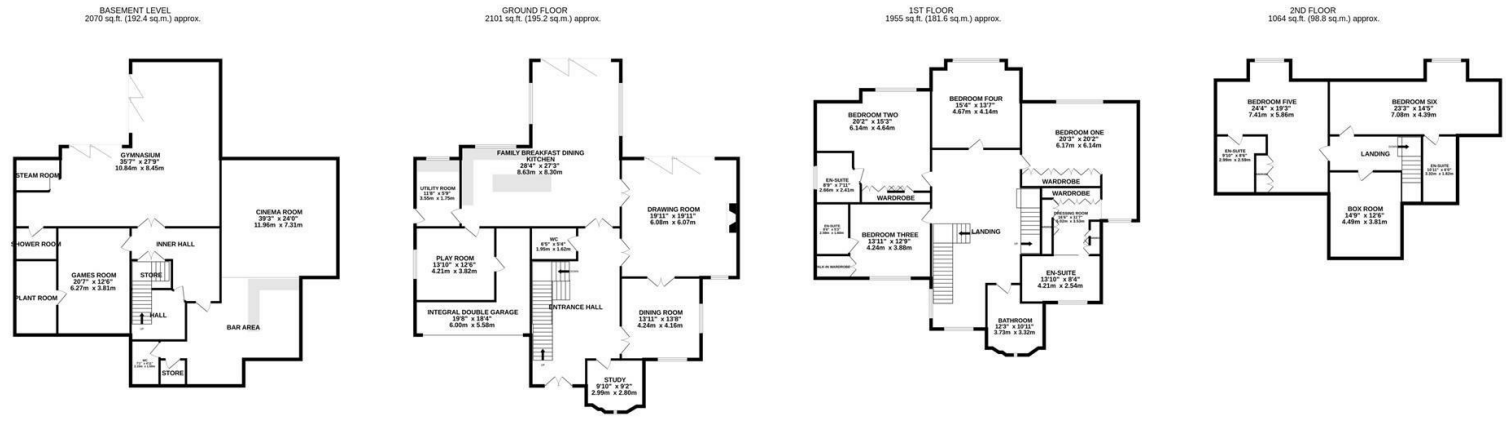 BASEMENT LEVEL
2070 sq.ft. (192.4 sq.m.) approx.
GYMNASIUM
35'7" x 27'9"
10.84m x 8.45m
STEAM ROOM
CINEMA ROOM
39'3" x 24'0"
11.96m x 7.31m
SHOWER ROOM
INNER HALL
GAMES ROOM
20'7" x 12'6"
6.27m x 3.81m
STORE
PLANT ROOM
HALL
UP
BAR AREA
WC
STORE
GROUND FLOOR
2101 sq.ft. (195.2 sq.m.) approx.
FAMILY BREAKFAST DINING
KITCHEN
28'4" x 27'3"
8.63m x 8.30m
UTILITY ROOM
11'8" x 5'9"
3.55m x 1.75m
DRAWING ROOM
19'11" x 19'11"
6.08m x 6.07m
WC
6'5" x 5'4"
1.95m x 1.62m
PLAY ROOM
13'10" x 12'6"
4.21m x 3.82m
DOWN
ENTRANCE HALL
INTEGRAL DOUBLE GARAGE
19'8" x 18'4"
6.00m x 5.58m
DINING ROOM
13'11" x 13'8"
4.24m x 4.16m
UP
STUDY
9'10" x 9'2"
2.99m x 2.80m
1ST FLOOR
1955 sq.ft. (181.6 sq.m.) approx.
BEDROOM FOUR
15'4" x 13'7"
4.67m x 4.14m
BEDROOM TWO
20'2" x 15'3"
6.14m x 4.64m
BEDROOM ONE
20'3" x 20'2"
6.17m x 6.14m
EN-SUITE
8'9" x 7'11"
2.66m x 2.41m
WARDROBE
WARDROBE
WARDROBE
DRESSING ROOM
EN-SUITE
BEDROOM THREE
13'11" x 12'9"
4.24m x 3.88m
LANDING
UP
WALK IN WARDROBE
EN-SUITE
13'10" x 8'4"
4.21m x 2.54m
BATHROOM
12'3" x 10'11"
3.73m x 3.32m
2ND FLOOR
1064 sq.ft. (98.8 sq.m.) approx.
BEDROOM FIVE
24'4" x 19'3"
7.41m x 5.86m
BEDROOM SIX
23'3" x 14'5"
7.08m x 4.39m
EN-SUITE
LANDING
DOWN
EN-SUITE
BOX ROOM
14'9" x 12'6"
4.49m x 3.81m